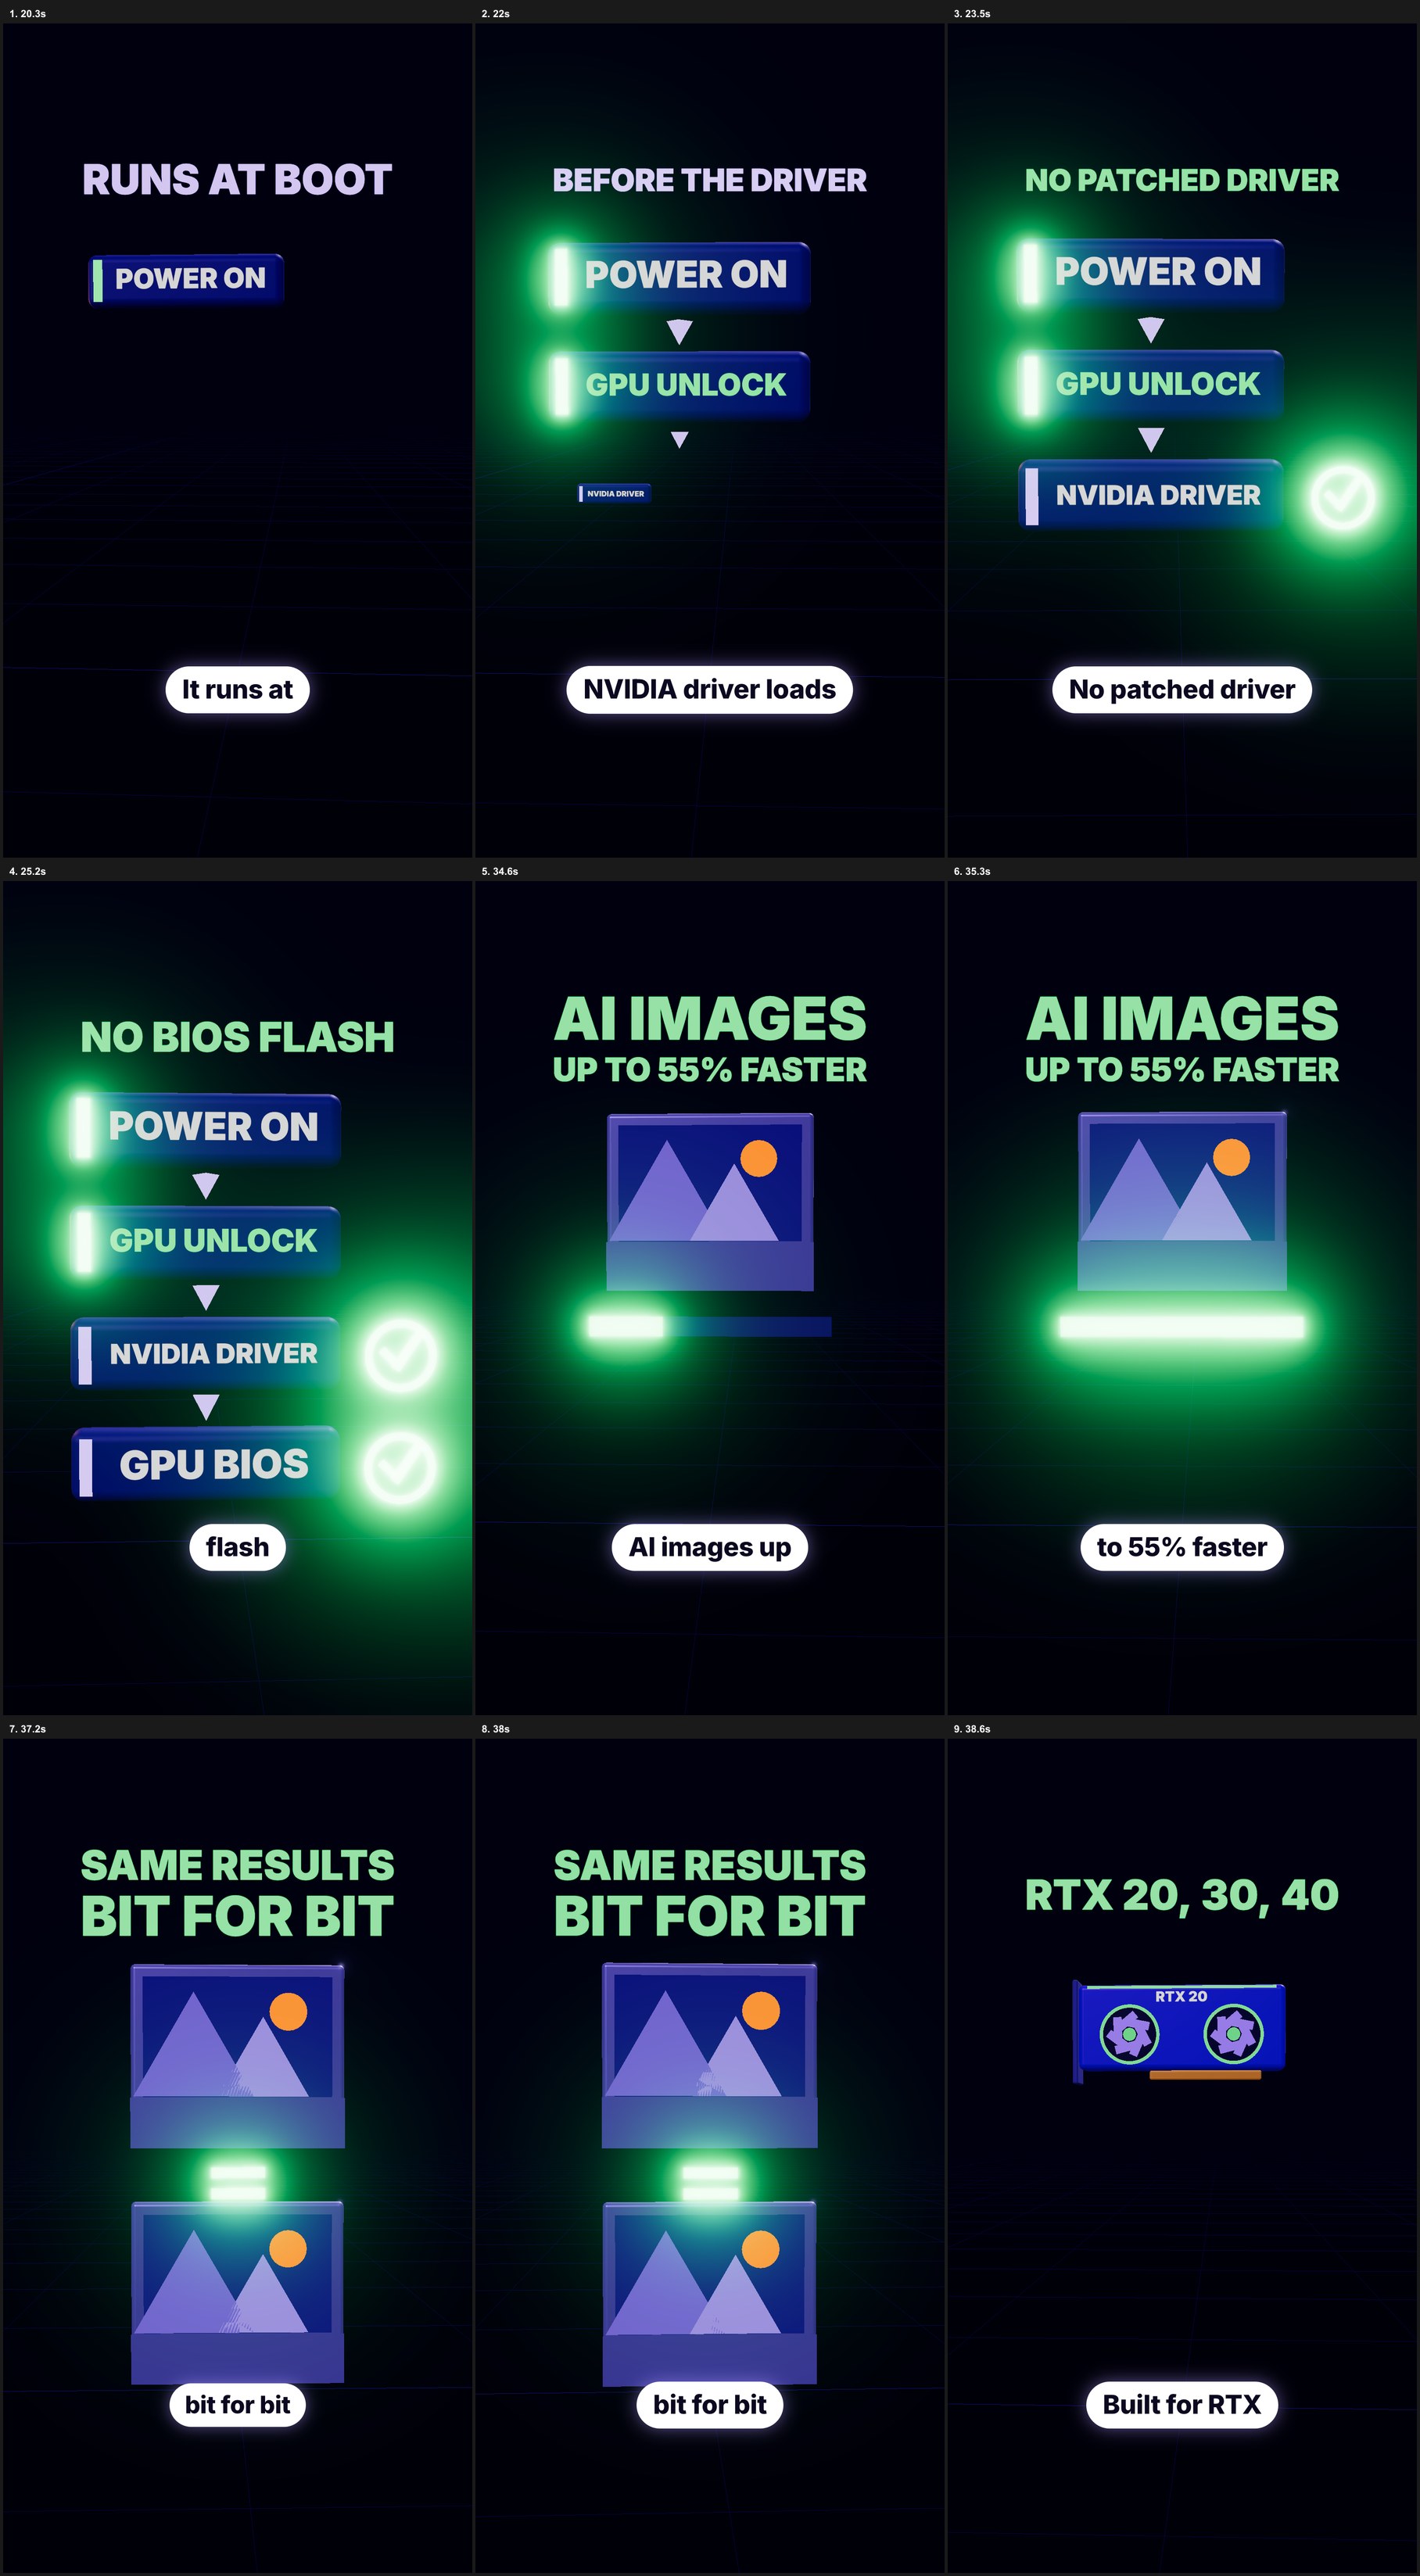 1. 20.3s
RUNS AT BOOT
POWER ON
It runs at
2. 22s
BEFORE THE DRIVER
POWER ON
GPU UNLOCK
NVIDIA DRIVER
NVIDIA driver loads
3. 23.5s
NO PATCHED DRIVER
POWER ON
GPU UNLOCK
NVIDIA DRIVER
No patched driver
4. 25.2s
NO BIOS FLASH
POWER ON
GPU UNLOCK
NVIDIA DRIVER
GPU BIOS
flash
5. 34.6s
AI IMAGES
UP TO 55% FASTER
AI images up
6. 35.3s
AI IMAGES
UP TO 55% FASTER
to 55% faster
7. 37.2s
SAME RESULTS
BIT FOR BIT
bit for bit
8. 38s
SAME RESULTS
BIT FOR BIT
bit for bit
9. 38.6s
RTX 20, 30, 40
RTX 20
Built for RTX